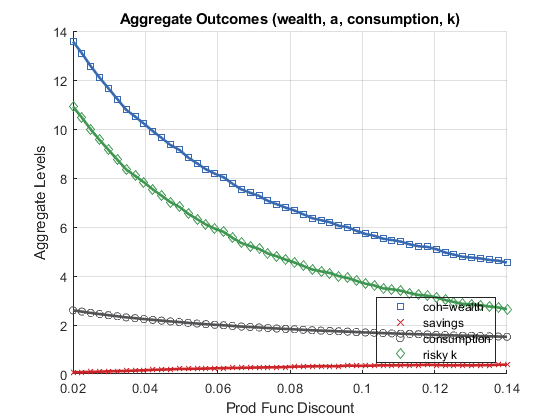 Aggregate Outcomes (wealth, a, consumption, k)
14
12
10
8
6
4
2
0
Aggregate Levels
coh=wealth
savings
consumption
risky k
0.02 0.04 0.06 0.08 0.1 0.12 0.14
Prod Func Discount